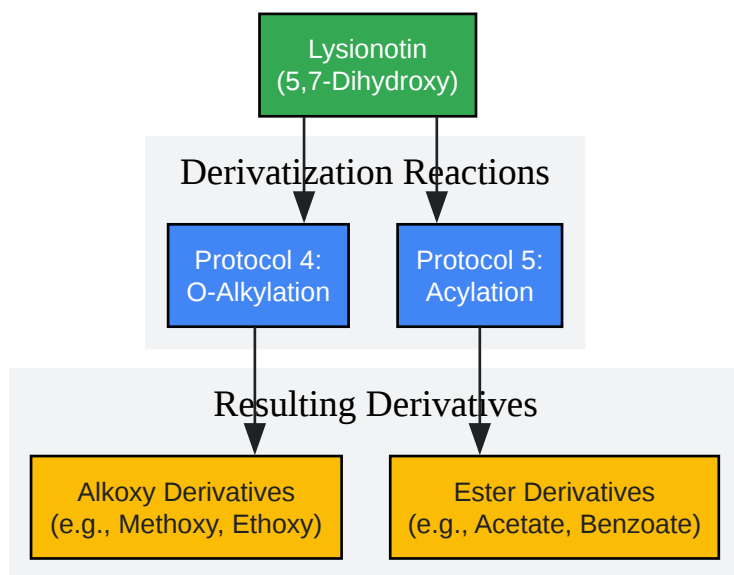 Lysionotin
(5,7-Dihydroxy)
Derivatization Reactions
Protocol 4:
O-Alkylation
Protocol 5:
Acylation
Resulting Derivatives
Alkoxy Derivatives
(e.g., Methoxy, Ethoxy)
Ester Derivatives
(e.g., Acetate, Benzoate)